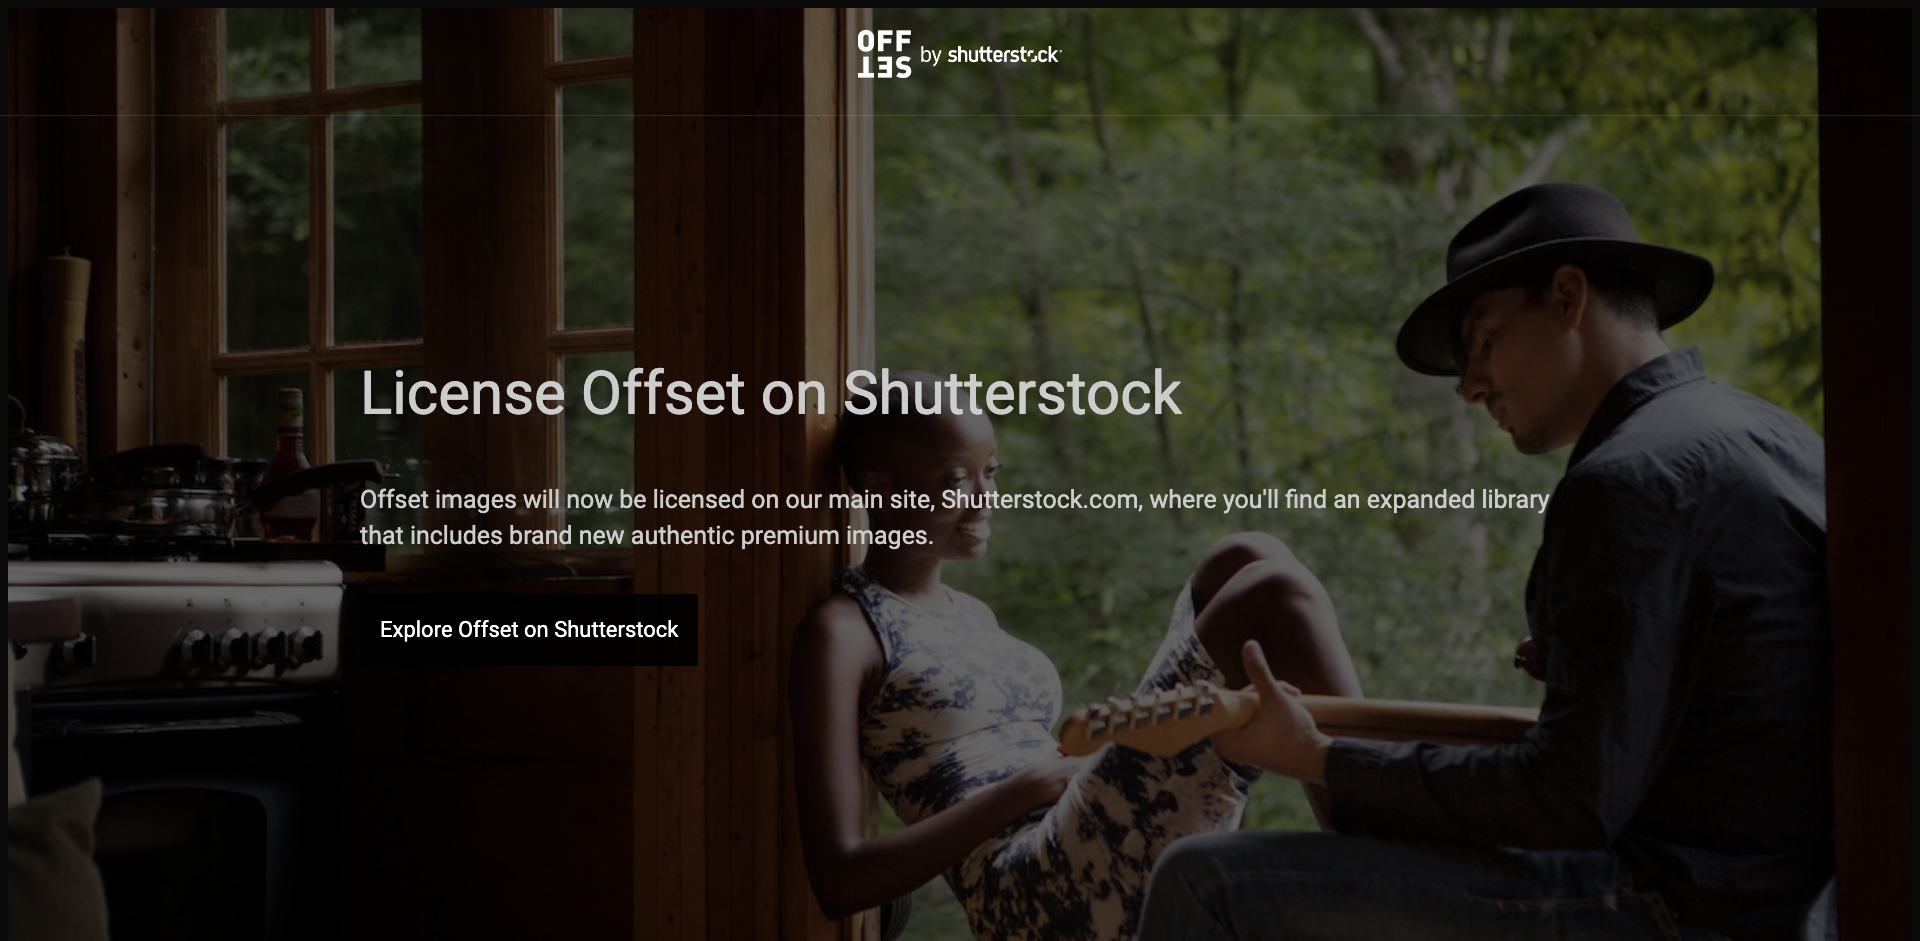 OFF
SET
by shutterstock
License Offset on Shutterstock
Offset images will now be licensed on our main site, Shutterstock.com, where you'll find an expanded library
that includes brand new authentic premium images.
Explore Offset on Shutterstock